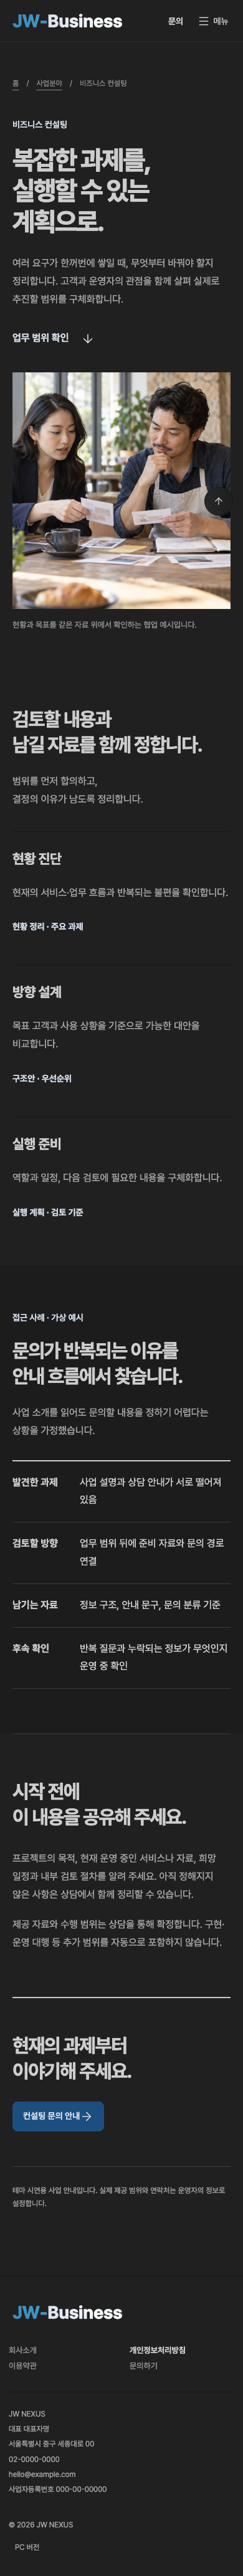 JW-Business
문의
메뉴
홈 / 사업분야 / 비즈니스 컨설팅
비즈니스 컨설팅
복잡한 과제를,
실행할 수 있는
계획으로.
여러 요구가 한꺼번에 쌓일 때, 무엇부터 바꿔야 할지
정리합니다. 고객과 운영자의 관점을 함께 살펴 실제로
추진할 범위를 구체화합니다.
업무 범위 확인
현황과 목표를 같은 자료 위에서 확인하는 협업 예시입니다.
검토할 내용과
남길 자료를 함께 정합니다.
범위를 먼저 합의하고,
결정의 이유가 남도록 정리합니다.
현황 진단
현재의 서비스·업무 흐름과 반복되는 불편을 확인합니다.
현황 정리 · 주요 과제
방향 설계
목표 고객과 사용 상황을 기준으로 가능한 대안을
비교합니다.
구조안 · 우선순위
실행 준비
역할과 일정, 다음 검토에 필요한 내용을 구체화합니다.
실행 계획 · 검토 기준
접근 사례 · 가상 예시
문의가 반복되는 이유를
안내 흐름에서 찾습니다.
사업 소개를 읽어도 문의할 내용을 정하기 어렵다는
상황을 가정했습니다.
발견한 과제 사업 설명과 상담 안내가 서로 떨어져
있음
검토할 방향 업무 범위 뒤에 준비 자료와 문의 경로
연결
남기는 자료 정보 구조, 안내 문구, 문의 분류 기준
후속 확인 반복 질문과 누락되는 정보가 무엇인지
운영 중 확인
시작 전에
이 내용을 공유해 주세요.
프로젝트의 목적, 현재 운영 중인 서비스나 자료, 희망
일정과 내부 검토 절차를 알려 주세요. 아직 정해지지
않은 사항은 상담에서 함께 정리할 수 있습니다.
제공 자료와 수행 범위는 상담을 통해 확정합니다. 구현·
운영 대행 등 추가 범위를 자동으로 포함하지 않습니다.
현재의 과제부터
이야기해 주세요.
컨설팅 문의 안내
테마 시연용 사업 안내입니다. 실제 제공 범위와 연락처는 운영자의 정보로
설정합니다.
JW-Business
회사소개
개인정보처리방침
이용약관
문의하기
JW NEXUS
대표 대표자명
서울특별시 중구 세종대로 00
02-0000-0000
hello@example.com
사업자등록번호 000-00-00000
© 2026 JW NEXUS
PC 버전